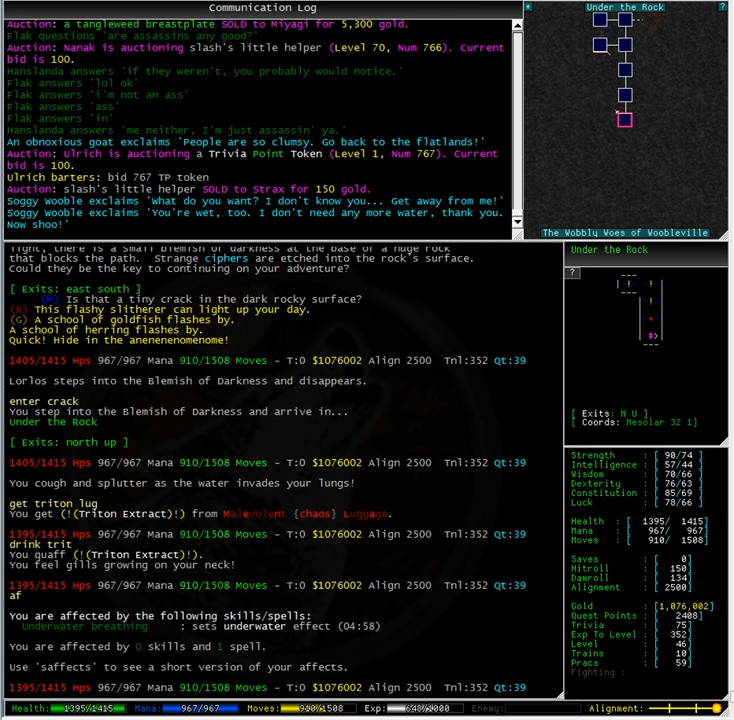 Communication Log
Auction: a tangleweed breastplate SOLD to Miyagi for 5,300 gold.
Flak questions 'are assassins any good?'
Auction: Nanak is auctioning slash's little helper (Level 70, Num 766). Current
bid is 100.
Hanslanda answers 'if they weren't, you probably would notice.'
Flak answers 'lol ok'
Flak answers 'i'm not an ass'
Flak answers 'ass'
Flak answers 'in'
Hanslanda answers 'me neither, I'm just assassin' ya.'
An obnoxious goat exclaims 'People are so clumsy. Go back to the flatlands!'
Auction: Ulrich is auctioning a Trivia Point Token (Level 1, Num 767). Current
bid is 100.
Ulrich barters: bid 767 TP token
Auction: slash's little helper SOLD to Strax for 150 gold.
Soggy Wooble exclaims 'What do you want? I don't know you... Get away from me!'
Soggy Wooble exclaims 'You're wet, too. I don't need any more water, thank you.
Now shoo!'
* Under the Rock ?
The Wobbly Woes of Woobleville
light, there is a small blemish of darkness at the base of a huge rock
that blocks the path. Strange ciphers are etched into the rock's surface.
Could they be the key to continuing on your adventure?
[ Exits: east south ]
(M) Is that a tiny crack in the dark rocky surface?
(R) This flashy slitherer can light up your day.
(G) A school of goldfish flashes by.
A school of herring flashes by.
Quick! Hide in the anenenenomenome!
1405/1415 Hps 967/967 Mana 910/1508 Moves - T:0 $1076002 Align 2500 Tnl:352 Qt:39
Lorlos steps into the Blemish of Darkness and disappears.
enter crack
You step into the Blemish of Darkness and arrive in...
Under the Rock
[ Exits: north up ]
1405/1415 Hps 967/967 Mana 910/1508 Moves - T:0 $1076002 Align 2500 Tnl:352 Qt:39
You cough and splutter as the water invades your lungs!
get triton lug
You get (!(Triton Extract)!) from Malevolent {chaos} Luggage.
1395/1415 Hps 967/967 Mana 910/1508 Moves - T:0 $1076002 Align 2500 Tnl:352 Qt:39
drink trit
You quaff (!(Triton Extract)!).
You feel gills growing on your neck!
1395/1415 Hps 967/967 Mana 910/1508 Moves - T:0 $1076002 Align 2500 Tnl:352 Qt:39
af
You are affected by the following skills/spells:
Underwater breathing : sets underwater effect (04:58)
You are affected by 0 skills and 1 spell.
Use 'saffects' to see a short version of your affects.
1395/1415 Hps 967/967 Mana 910/1508 Moves - T:0 $1076002 Align 2500 Tnl:352 Qt:39
Under the Rock
?
[ Exits: N U ]
[ Coords: Mesolar 32 1]
Strength : [ 90/74 ]
Intelligence : [ 57/44 ]
Wisdom : [ 70/66 ]
Dexterity : [ 76/63 ]
Constitution : [ 85/69 ]
Luck : [ 78/66 ]
Health : [ 1395/ 1415]
Mana : [ 967/ 967]
Moves : [ 910/ 1508]
Saves : [ 0]
Hitroll : [ 150]
Damroll : [ 134]
Alignment : [ 2500]
Gold : [1,076,002]
Quest Points : [ 2408]
Trivia : [ 75]
Exp To Level : [ 352]
Level : [ 46]
Trains : [ 10]
Pracs : [ 59]
Fighting :
Health: 1395/1415 Mana: 967/967 Moves: 910/1508 Exp: 648/1000 Enemy: Alignment: